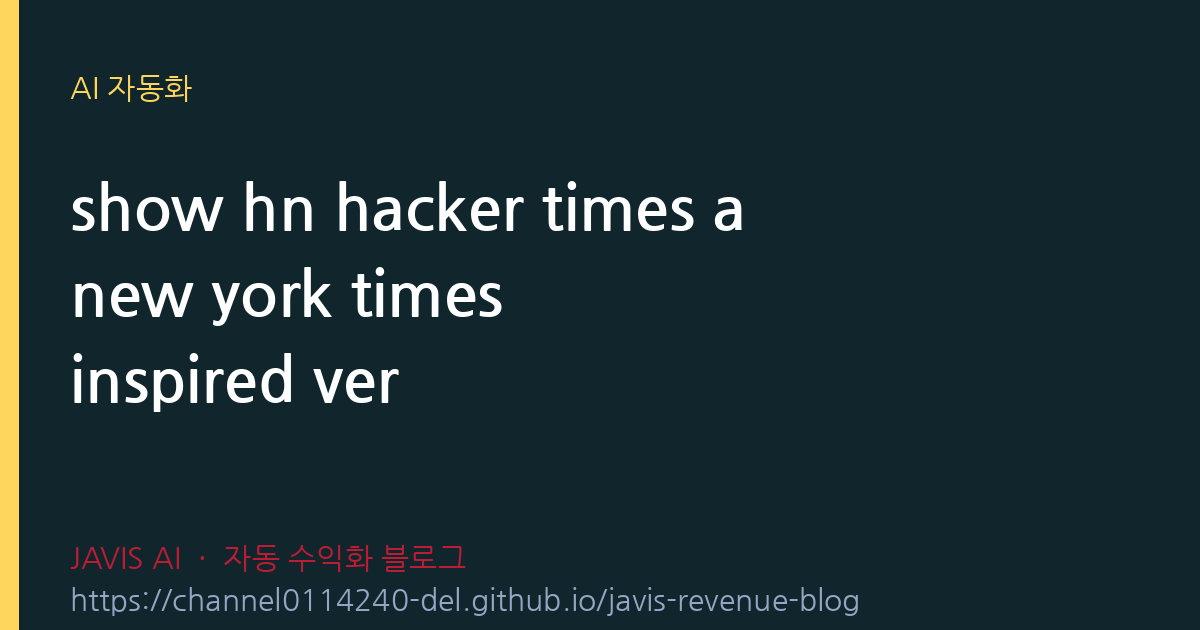 AI 자동화
show hn hacker times a
new york times
inspired ver
JAVIS AI · 자동 수익화 블로그
https://channel0114240-del.github.io/javis-revenue-blog